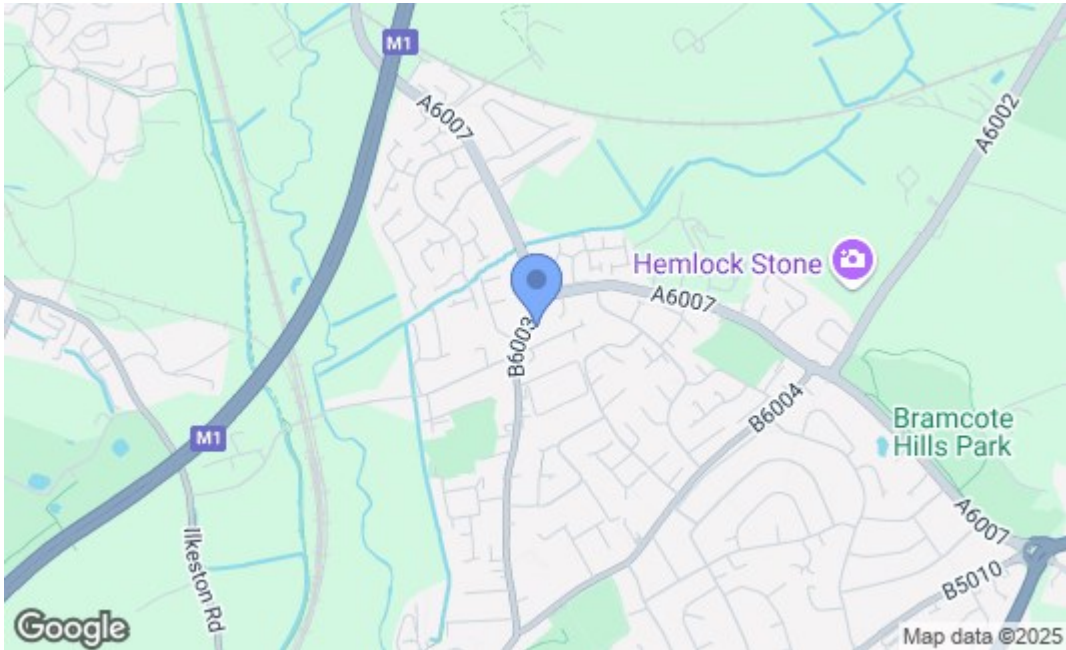 M1
A6007
A6002
Hemlock Stone
A6007
B6003
B6004
Bramcote
Hills Park
M1
A6007
Ilkeston Rd
B5010
Google
Map data ©2025